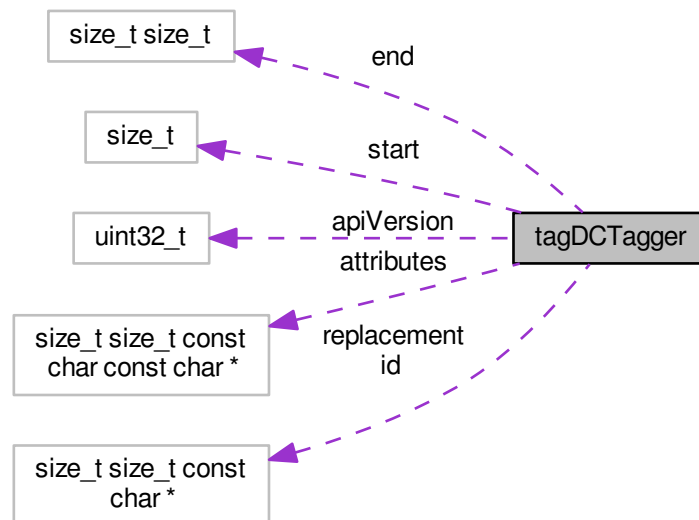 size_t size_t
end
size_t
start
uint32_t
apiVersion
tagDCTagger
attributes
size_t size_t const
char const char *
replacement
id
size_t size_t const
char *